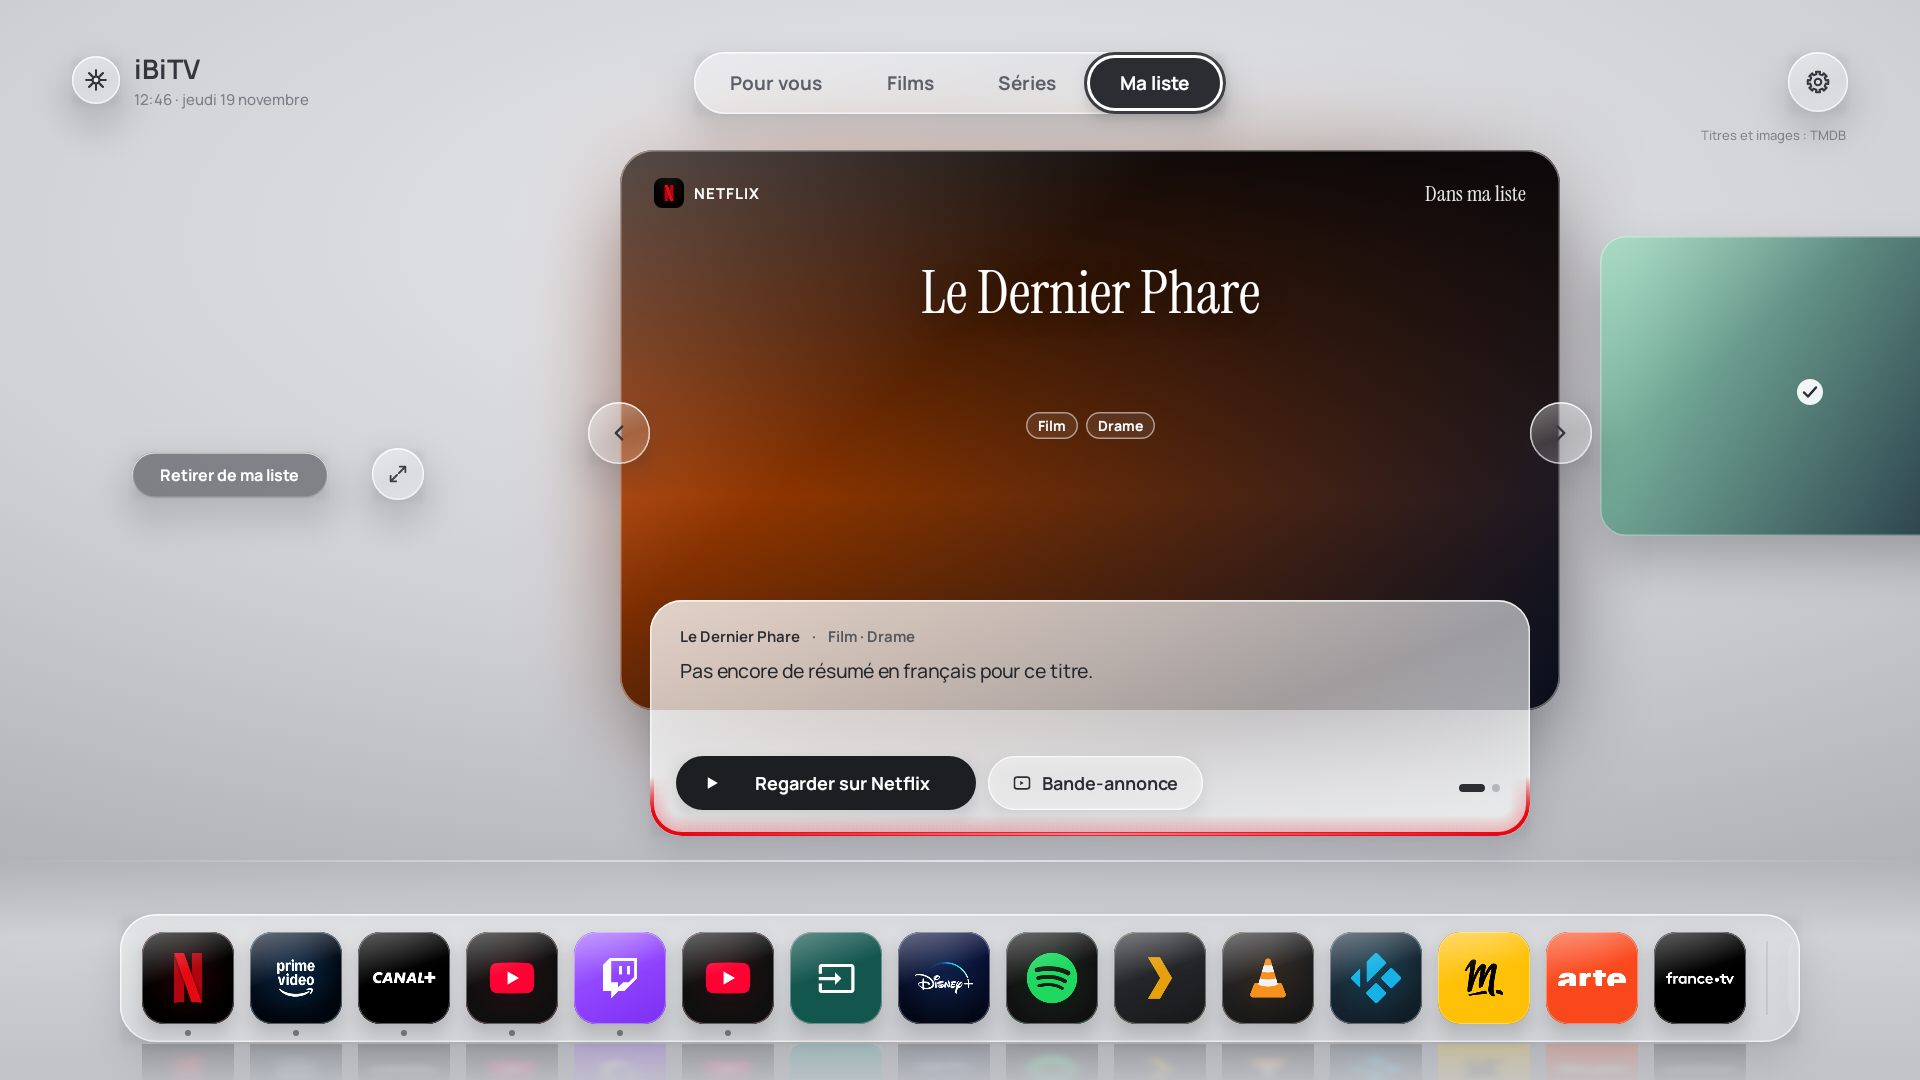 iBiTV
12:46 · jeudi 19 novembre
Pour vous
Films
Séries
Ma liste
Titres et images : TMDB
NETFLIX
Dans ma liste
Le Dernier Phare
Film
Drame
Retirer de ma liste
Le Dernier Phare · Film · Drame
Pas encore de résumé en français pour ce titre.
Regarder sur Netflix
Bande-annonce
N
prime video
CANAL+
Disney+
M.
arte
france•tv